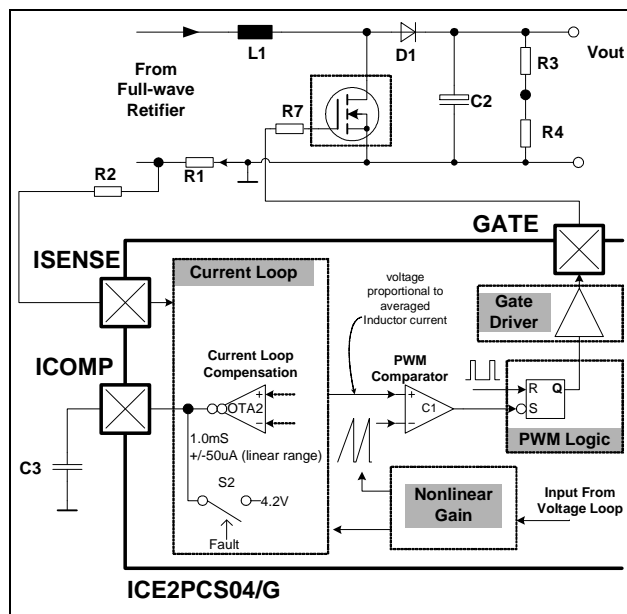 L1
D1
From
Full-wave
Retifier
R7
C2
R3
Vout
R4
R2
R1
GATE
ISENSE
Current Loop
voltage
proportional to
averaged
Inductor current
Gate
Driver
ICOMP
Current Loop
Compensation
PWM
Comparator
+
OTA2
−
+
C1
−
R
Q
S
PWM Logic
1.0mS
+/-50uA (linear range)
C3
S2
4.2V
Fault
Nonlinear
Gain
Input From
Voltage Loop
ICE2PCS04/G